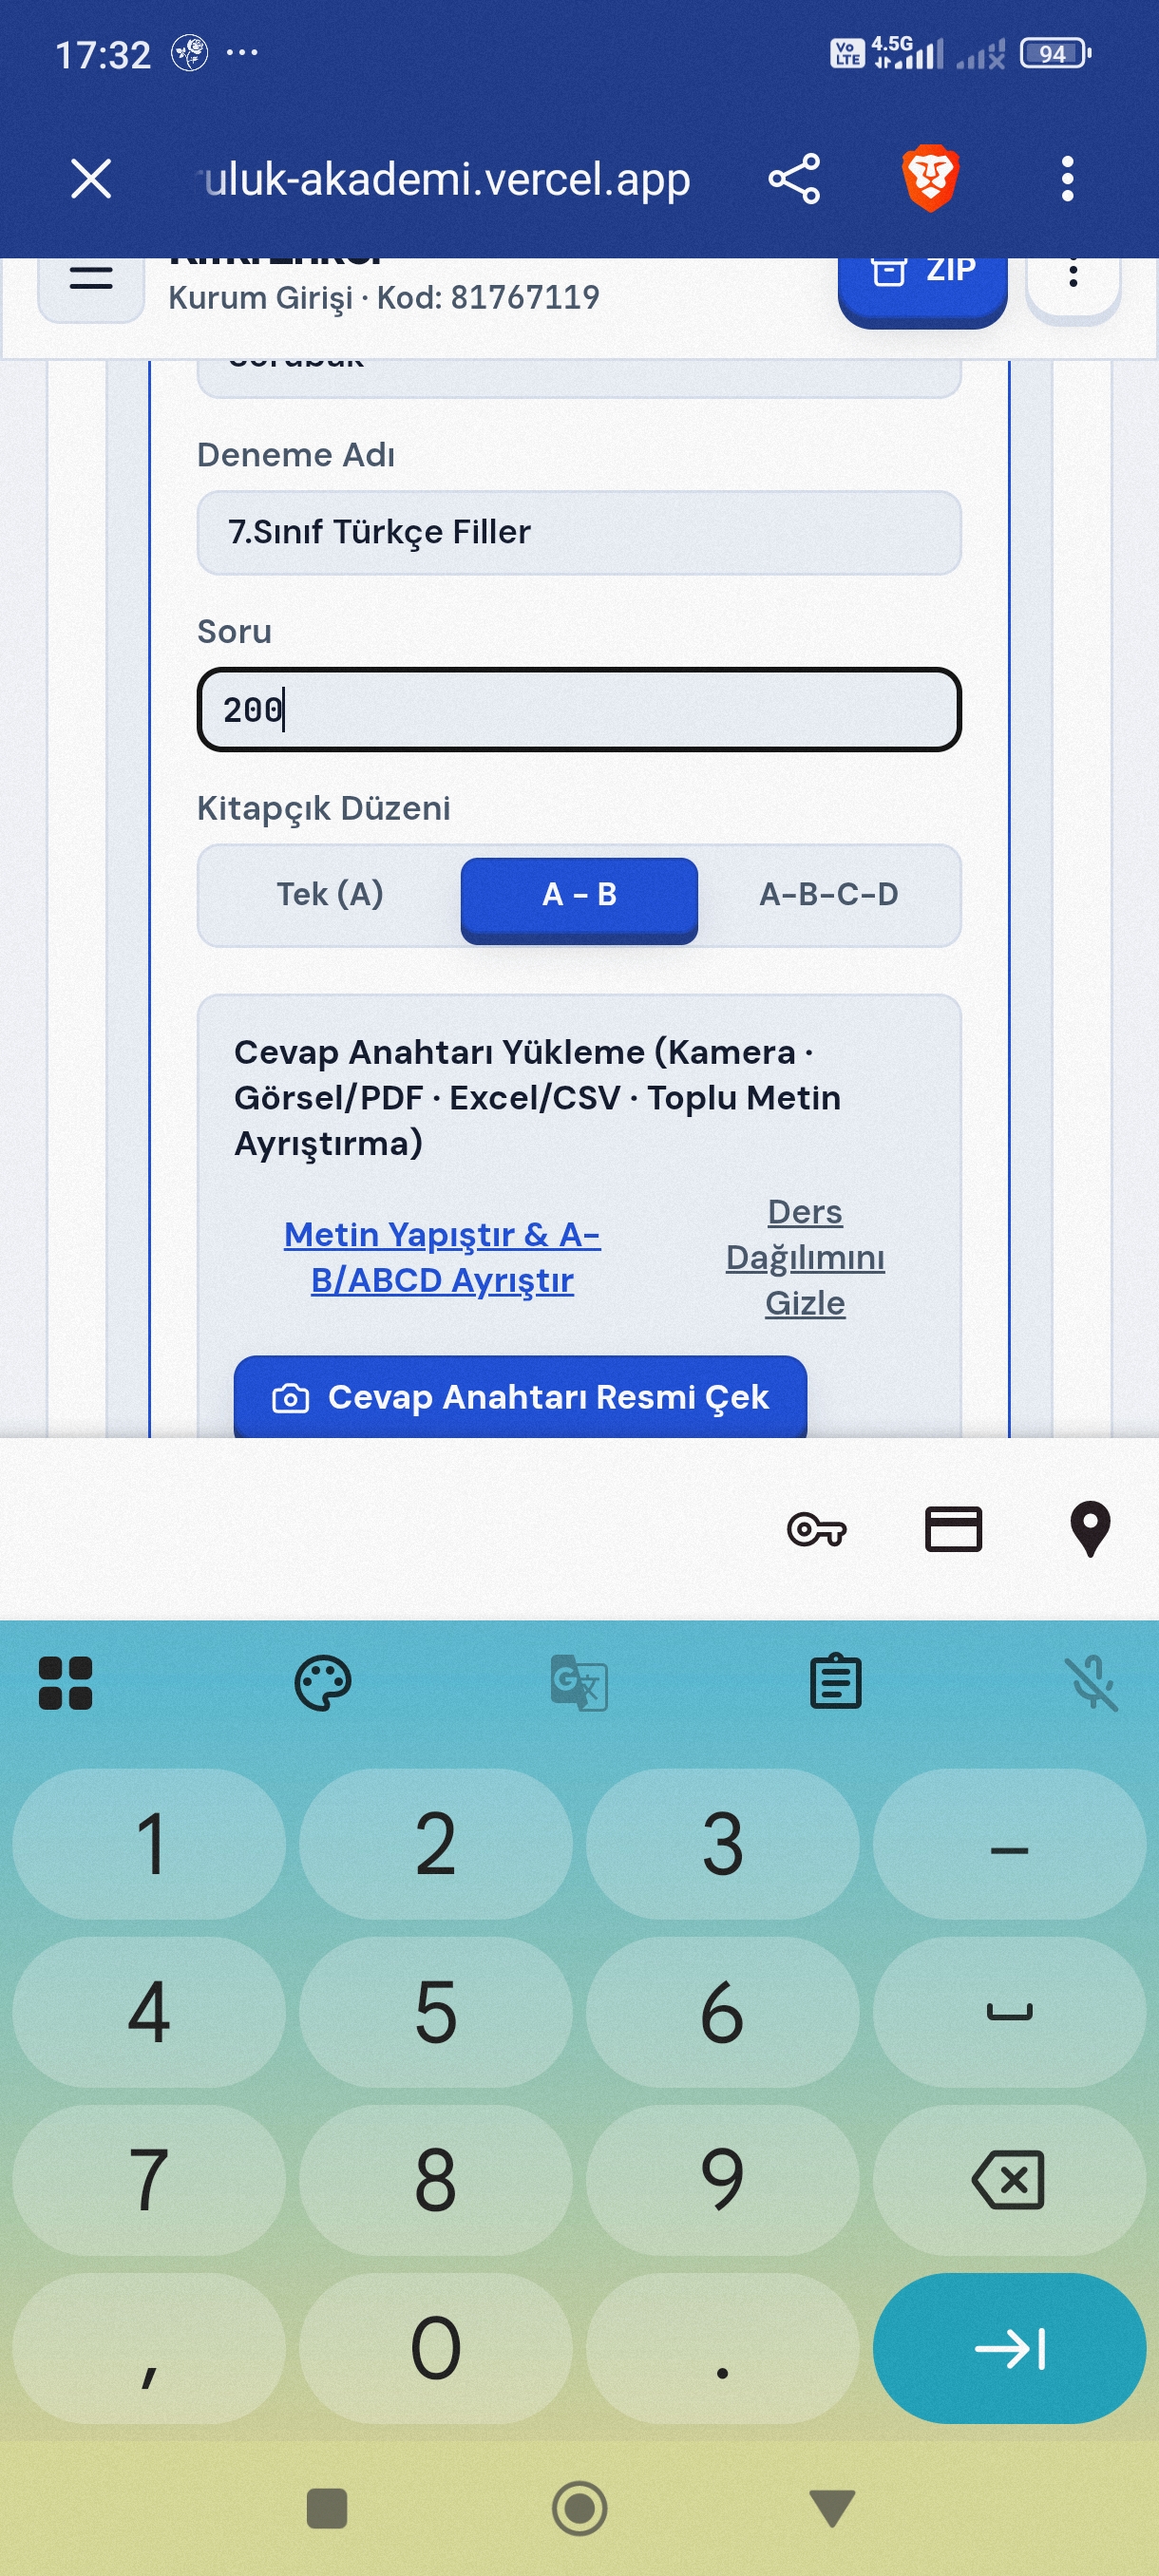 17:32
VoLTE 4.5G 94
uluk-akademi.vercel.app
Kurum Girişi · Kod: 81767119
ZIP
Deneme Adı
7.Sınıf Türkçe Filler
Soru
200
Kitapçık Düzeni
Tek (A) A - B A-B-C-D
Cevap Anahtarı Yükleme (Kamera ·
Görsel/PDF · Excel/CSV · Toplu Metin
Ayrıştırma)
Metin Yapıştır & A-
B/ABCD Ayrıştır
Ders
Dağılımını
Gizle
Cevap Anahtarı Resmi Çek
1 2 3 –
4 5 6
7 8 9
, 0 .